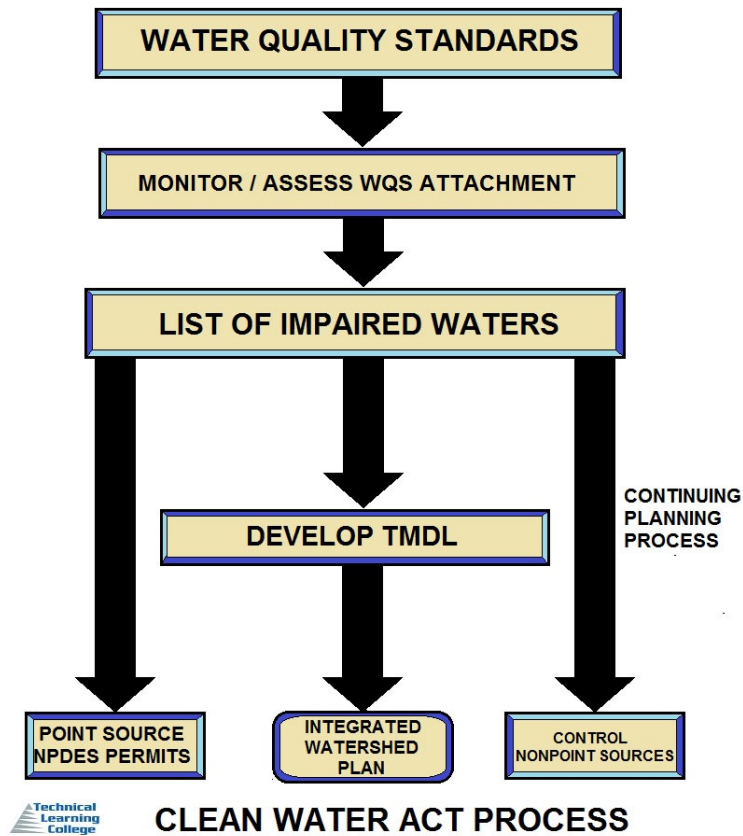 WATER QUALITY STANDARDS
MONITOR / ASSESS WQS ATTACHMENT
LIST OF IMPAIRED WATERS
CONTINUING
PLANNING
PROCESS
DEVELOP TMDL
POINT SOURCE
NPDES PERMITS
INTEGRATED
WATERSHED
PLAN
CONTROL
NONPOINT SOURCES
Technical
Learning
College
CLEAN WATER ACT PROCESS